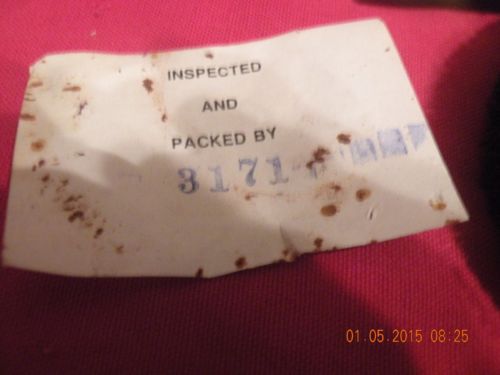 INSPECTED
AND
PACKED BY
3171
01.05.2015 08:25